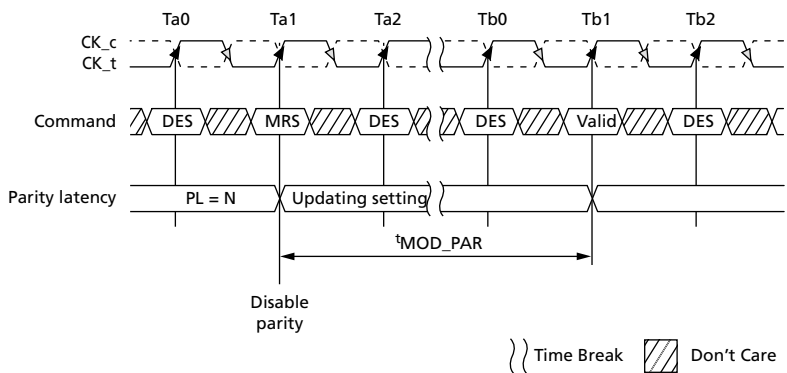 Ta0 Ta1 Ta2 Tb0 Tb1 Tb2
CK_c
CK_t
Command DES MRS DES DES Valid DES
Parity latency PL = N Updating setting
tMOD_PAR
Disable
parity
Time Break Don't Care